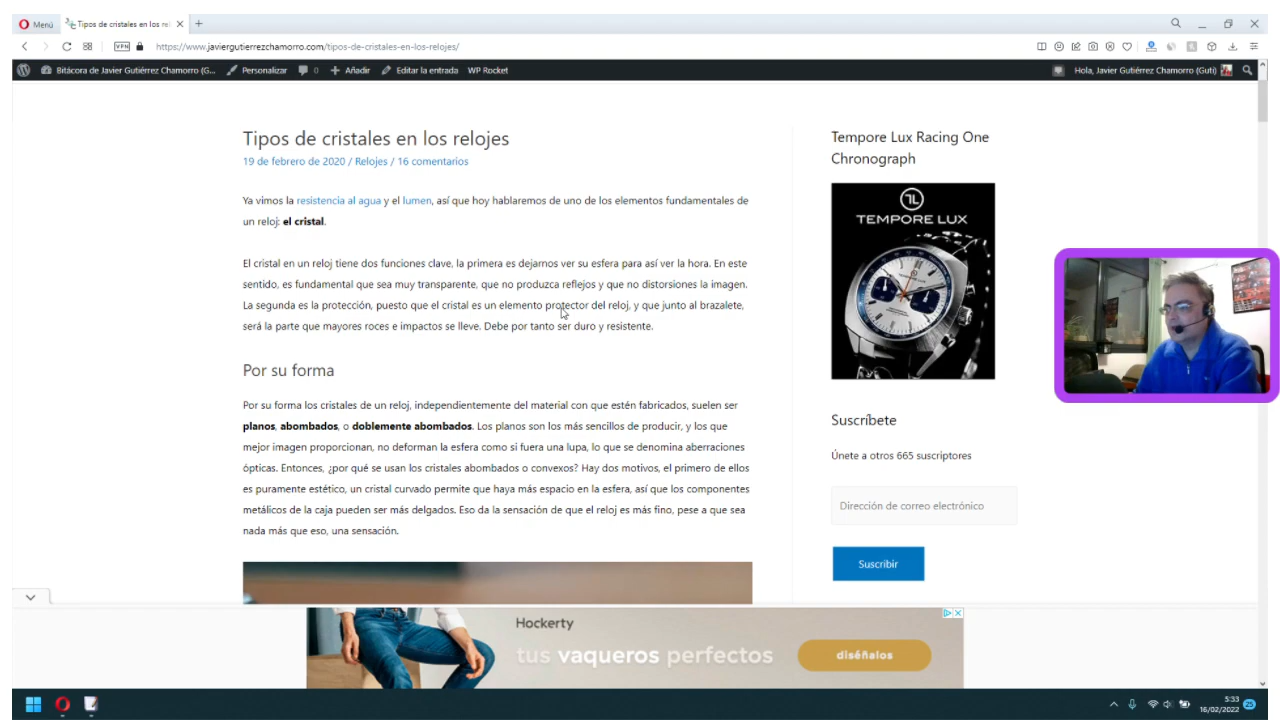 Menú
Tipos de cristales en los rel
https://www.javiergutierrezchamorro.com/tipos-de-cristales-en-los-relojes/
VPN
Bitácora de Javier Gutiérrez Chamorro (G... Personalizar 0 Añadir Editar la entrada WP Rocket Hola, Javier Gutiérrez Chamorro (Guti)
Tipos de cristales en los relojes
19 de febrero de 2020 / Relojes / 16 comentarios
Ya vimos la resistencia al agua y el lumen, así que hoy hablaremos de uno de los elementos fundamentales de
un reloj: el cristal.
El cristal en un reloj tiene dos funciones clave, la primera es dejarnos ver su esfera para así ver la hora. En este
sentido, es fundamental que sea muy transparente, que no produzca reflejos y que no distorsiones la imagen.
La segunda es la protección, puesto que el cristal es un elemento protector del reloj, y que junto al brazalete,
será la parte que mayores roces e impactos se lleve. Debe por tanto ser duro y resistente.
Por su forma
Por su forma los cristales de un reloj, independientemente del material con que estén fabricados, suelen ser
planos, abombados, o doblemente abombados. Los planos son los más sencillos de producir, y los que
mejor imagen proporcionan, no deforman la esfera como si fuera una lupa, lo que se denomina aberraciones
ópticas. Entonces, ¿por qué se usan los cristales abombados o convexos? Hay dos motivos, el primero de ellos
es puramente estético, un cristal curvado permite que haya más espacio en la esfera, así que los componentes
metálicos de la caja pueden ser más delgados. Eso da la sensación de que el reloj es más fino, pese a que sea
nada más que eso, una sensación.
Tempore Lux Racing One
Chronograph
TL
TEMPORE LUX
Suscríbete
Únete a otros 665 suscriptores
Dirección de correo electrónico
Suscribir
Hockerty
tus vaqueros perfectos
diséñalos
5:33
16/02/2022
25